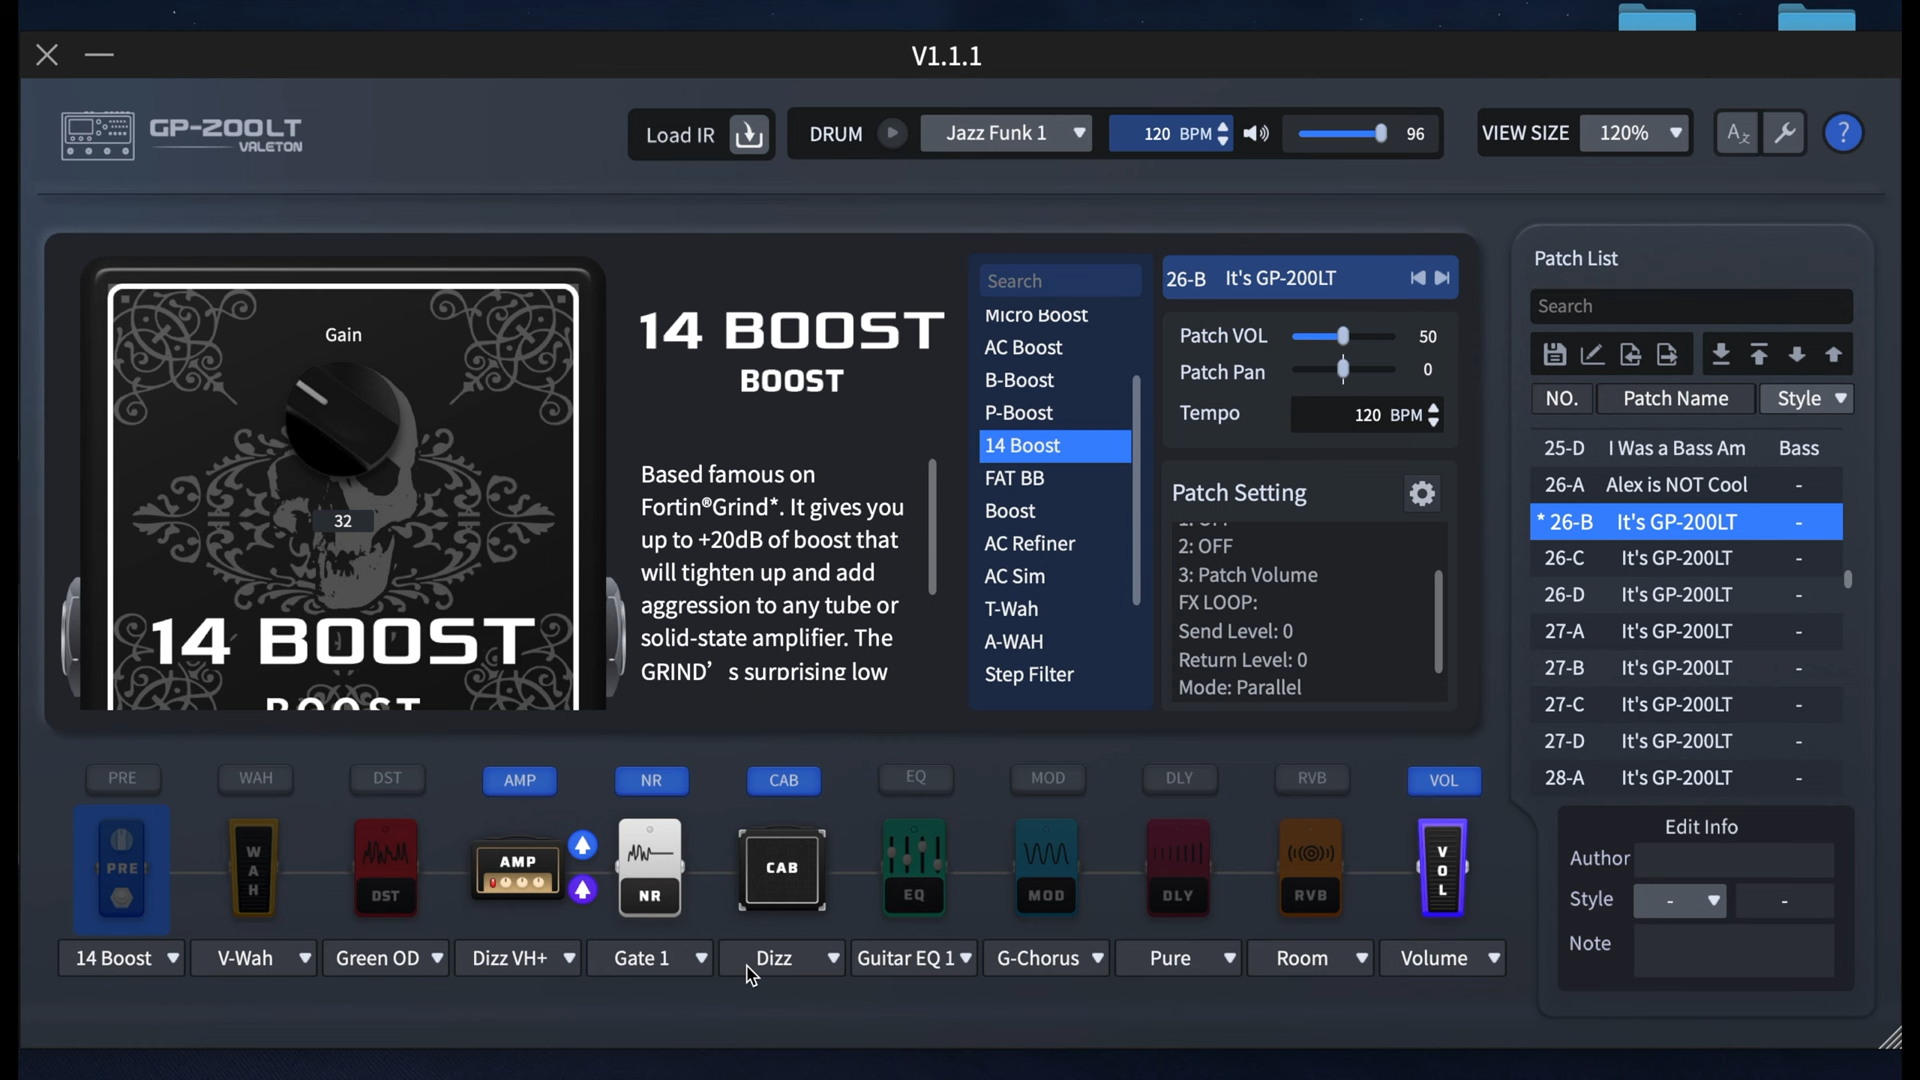 V1.1.1
GP-200LT
VALETON
Load IR
DRUM
Jazz Funk 1
120 BPM
96
VIEW SIZE
120%
Az
?
Gain
32
14 BOOST
BOOST
14 BOOST
BOOST
Based famous on
Fortin®Grind*. It gives you
up to +20dB of boost that
will tighten up and add
aggression to any tube or
solid-state amplifier. The
GRIND’ s surprising low
Search
Micro Boost
AC Boost
B-Boost
P-Boost
14 Boost
FAT BB
Boost
AC Refiner
AC Sim
T-Wah
A-WAH
Step Filter
26-B It's GP-200LT
Patch VOL 50
Patch Pan 0
Tempo 120 BPM
Patch Setting
1: OFF
2: OFF
3: Patch Volume
FX LOOP:
Send Level: 0
Return Level: 0
Mode: Parallel
Patch List
Search
NO. Patch Name Style
25-D I Was a Bass Am Bass
26-A Alex is NOT Cool -
* 26-B It's GP-200LT -
26-C It's GP-200LT -
26-D It's GP-200LT -
27-A It's GP-200LT -
27-B It's GP-200LT -
27-C It's GP-200LT -
27-D It's GP-200LT -
28-A It's GP-200LT -
Edit Info
Author
Style - -
Note
PRE WAH DST AMP NR CAB EQ MOD DLY RVB VOL
PRE WAH DST AMP NR CAB EQ MOD DLY RVB VOL
14 Boost V-Wah Green OD Dizz VH+ Gate 1 Dizz Guitar EQ 1 G-Chorus Pure Room Volume